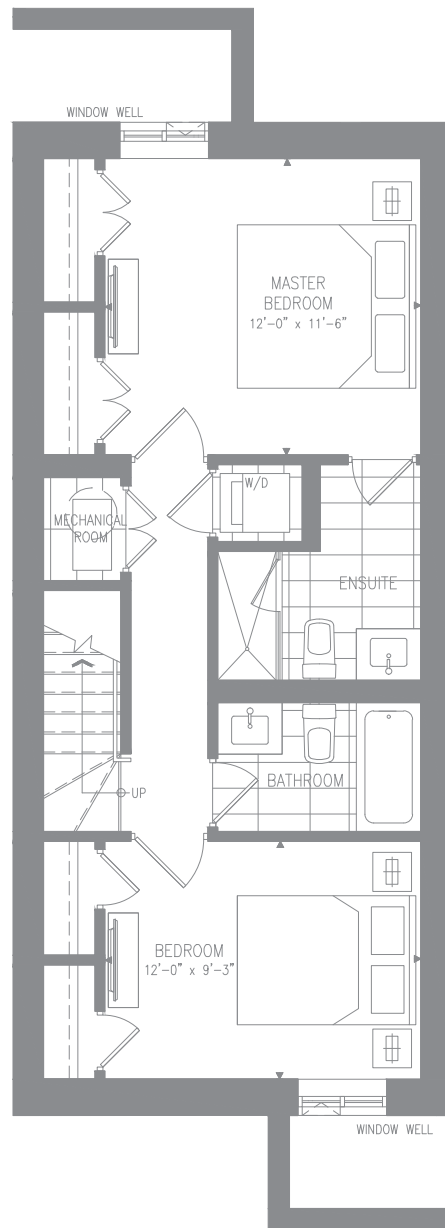 WINDOW WELL
MASTER
BEDROOM
12'-0" x 11'-6"
W/D
MECHANICAL
ROOM
ENSUITE
UP
BATHROOM
BEDROOM
12'-0" x 9'-3"
WINDOW WELL